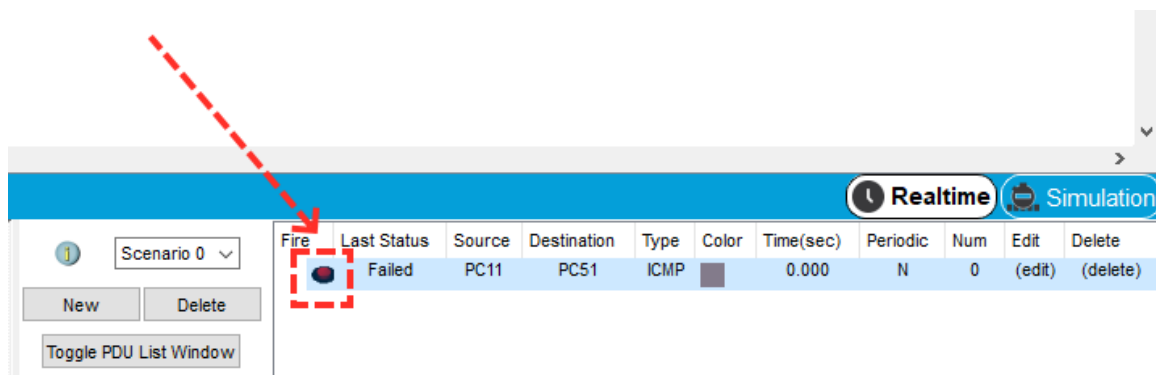 Realtime Simulation
Fire Last Status Source Destination Type Color Time(sec) Periodic Num Edit Delete
1 Scenario 0
Failed PC11 PC51 ICMP 0.000 N 0 (edit) (delete)
New Delete
Toggle PDU List Window